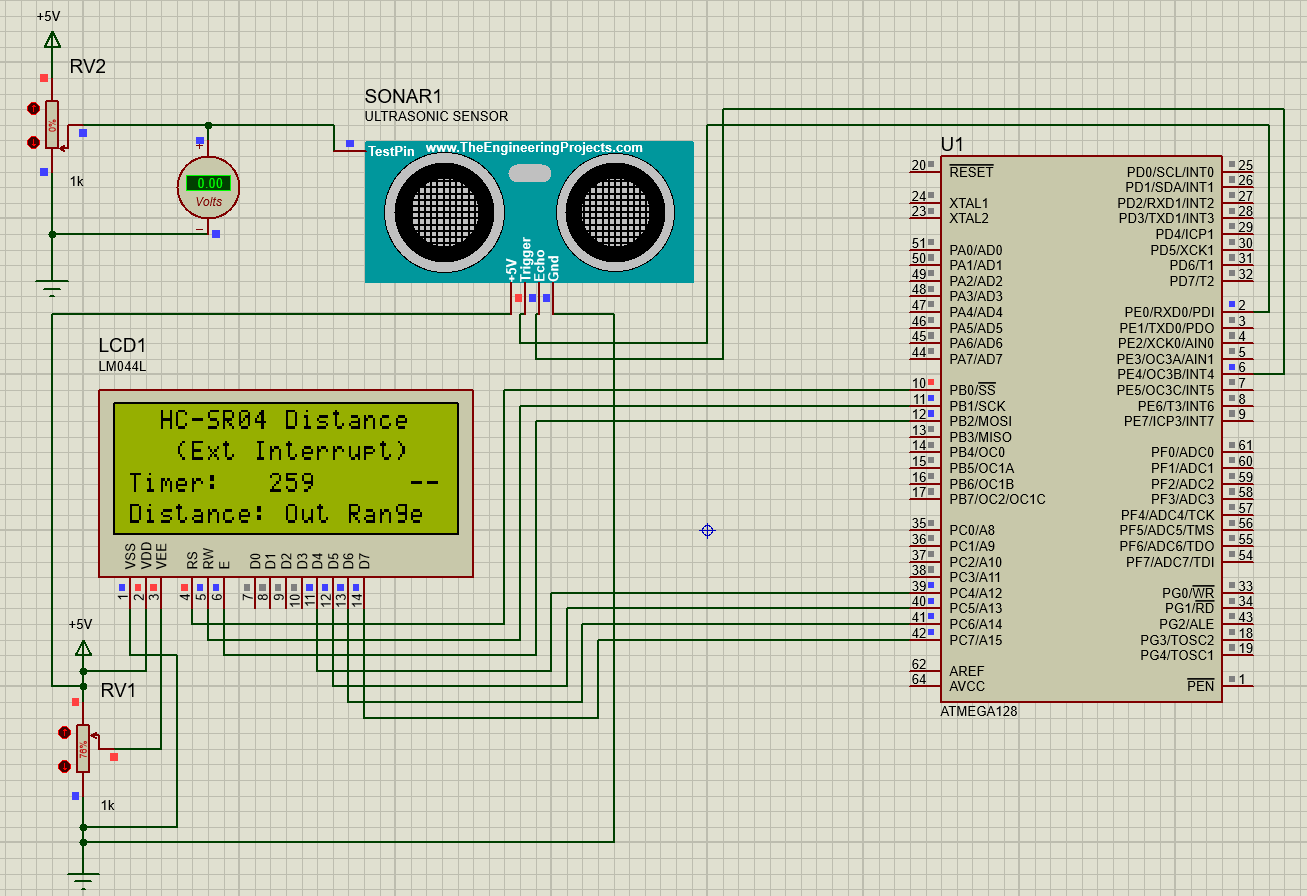 +5V
RV2
0%
1k
+
0.00
Volts
SONAR1
ULTRASONIC SENSOR
TestPin
www.TheEngineeringProjects.com
+5V
Trigger
Echo
Gnd
LCD1
LM044L
HC-SR04 Distance
(Ext Interrupt)
Timer: 259 --
Distance: Out Range
VSS
VDD
VEE
RS
RW
E
D0
D1
D2
D3
D4
D5
D6
D7
1
2
3
4
5
6
7
8
9
10
11
12
13
14
+5V
RV1
76%
1k
U1
20 RESET
24 XTAL1
23 XTAL2
51 PA0/AD0
50 PA1/AD1
49 PA2/AD2
48 PA3/AD3
47 PA4/AD4
46 PA5/AD5
45 PA6/AD6
44 PA7/AD7
10 PB0/SS
11 PB1/SCK
12 PB2/MOSI
13 PB3/MISO
14 PB4/OC0
15 PB5/OC1A
16 PB6/OC1B
17 PB7/OC2/OC1C
35 PC0/A8
36 PC1/A9
37 PC2/A10
38 PC3/A11
39 PC4/A12
40 PC5/A13
41 PC6/A14
42 PC7/A15
62 AREF
64 AVCC
PD0/SCL/INT0 25
PD1/SDA/INT1 26
PD2/RXD1/INT2 27
PD3/TXD1/INT3 28
PD4/ICP1 29
PD5/XCK1 30
PD6/T1 31
PD7/T2 32
PE0/RXD0/PDI 2
PE1/TXD0/PDO 3
PE2/XCK0/AIN0 4
PE3/OC3A/AIN1 5
PE4/OC3B/INT4 6
PE5/OC3C/INT5 7
PE6/T3/INT6 8
PE7/ICP3/INT7 9
PF0/ADC0 61
PF1/ADC1 60
PF2/ADC2 59
PF3/ADC3 58
PF4/ADC4/TCK 57
PF5/ADC5/TMS 56
PF6/ADC6/TDO 55
PF7/ADC7/TDI 54
PG0/WR 33
PG1/RD 34
PG2/ALE 43
PG3/TOSC2 18
PG4/TOSC1 19
PEN 1
ATMEGA128